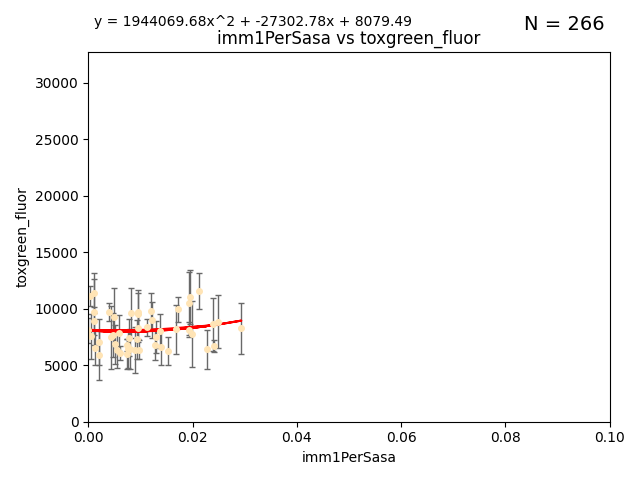 y = 1944069.68x^2 + -27302.78x + 8079.49
N = 266
imm1PerSasa vs toxgreen_fluor
30000
25000
20000
15000
10000
5000
0
toxgreen_fluor
0.00 0.02 0.04 0.06 0.08 0.10
imm1PerSasa